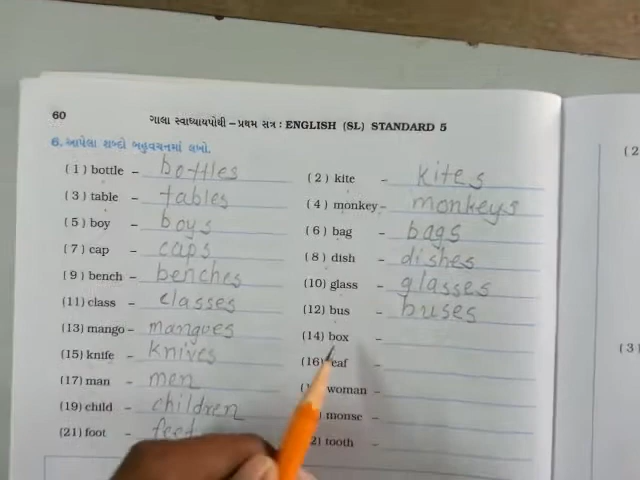 60 ગાલા સ્વાધ્યાયપોથી – પ્રથમ સત્ર : ENGLISH (SL) STANDARD 5
6. આપેલા શબ્દો બહુવચનમાં લખો.
(1) bottle – bottles (2) kite – kites
(3) table – tables (4) monkey – monkeys
(5) boy – boys (6) bag – bags
(7) cap – caps (8) dish – dishes
(9) bench – benches (10) glass – glasses
(11) class – classes (12) bus – buses
(13) mango – mangoes (14) box –
(15) knife – knives (16) eaf –
(17) man – men woman –
(19) child – children monse –
(21) foot – feet 2) tooth –
(2
(3)